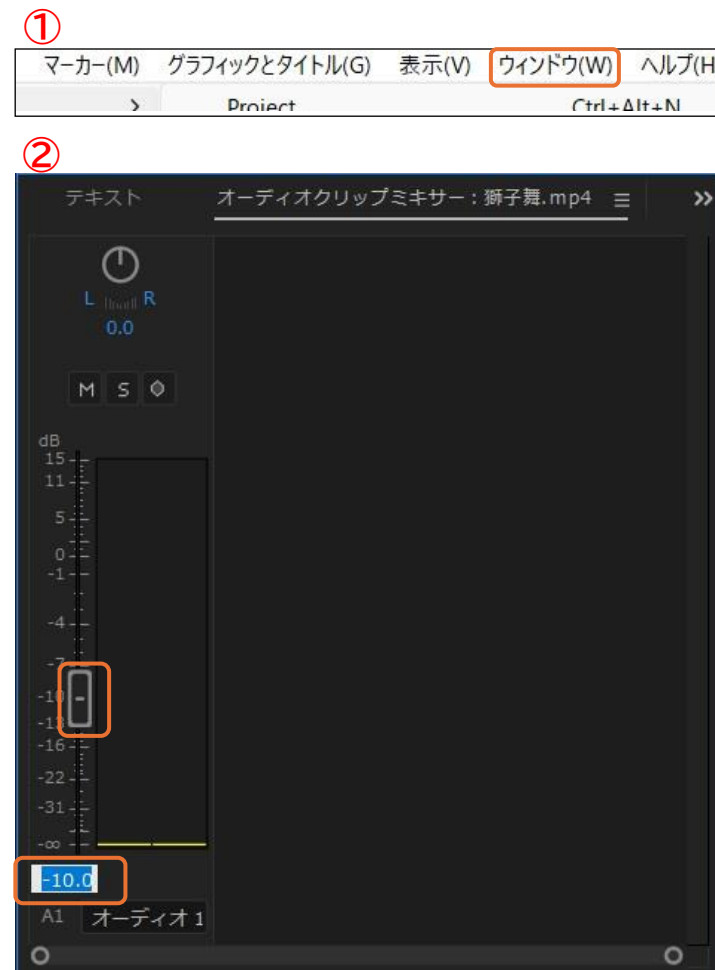 ①
マーカー(M) グラフィックとタイトル(G) 表示(V) ウィンドウ(W) ヘルプ(H
Project Ctrl+Alt+N
②
テキスト オーディオクリップミキサー：獅子舞.mp4
L R
0.0
M S
dB
15
11
5
0
-1
-4
-7
-10
-13
-16
-22
-31
-∞
-10.0
A1 オーディオ 1